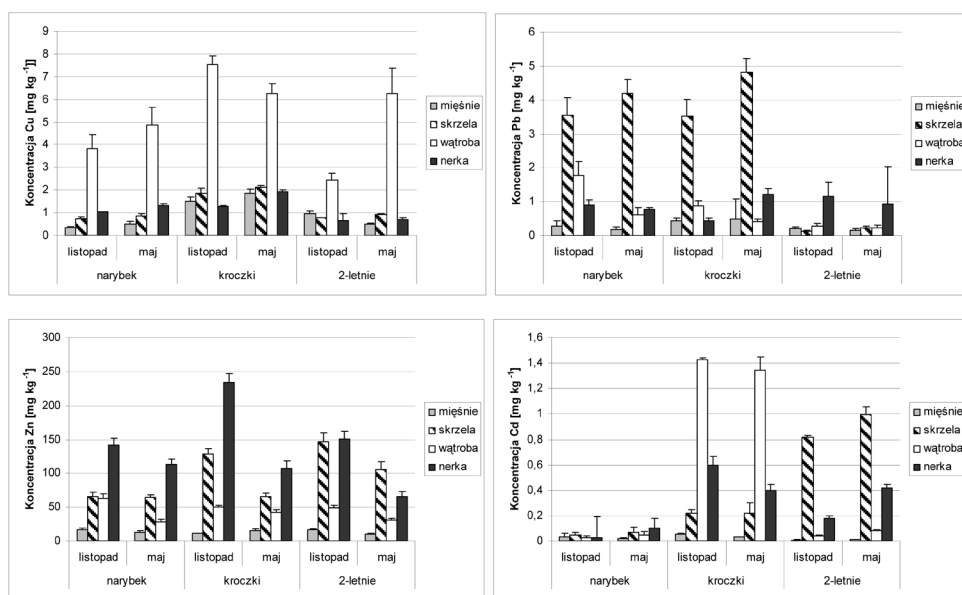 Koncentracja Cu [mg kg ⁻¹]]
9
8
7
6
5
4
3
2
1
0
listopad maj listopad maj listopad maj
narybek kroczki 2-letnie
mięśnie
skrzela
wątroba
nerka
Koncentracja Pb [mg kg ⁻¹]
6
5
4
3
2
1
0
listopad maj listopad maj listopad maj
narybek kroczki 2-letnie
mięśnie
skrzela
wątroba
nerka
Koncentracja Zn [mg kg ⁻¹]
300
250
200
150
100
50
0
listopad maj listopad maj listopad maj
narybek kroczki 2-letnie
mięśnie
skrzela
wątroba
nerka
Koncentracja Cd [mg kg ⁻¹]
1,6
1,4
1,2
1
0,8
0,6
0,4
0,2
0
listopad maj listopad maj listopad maj
narybek kroczki 2-letnie
mięśnie
skrzela
wątroba
nerka